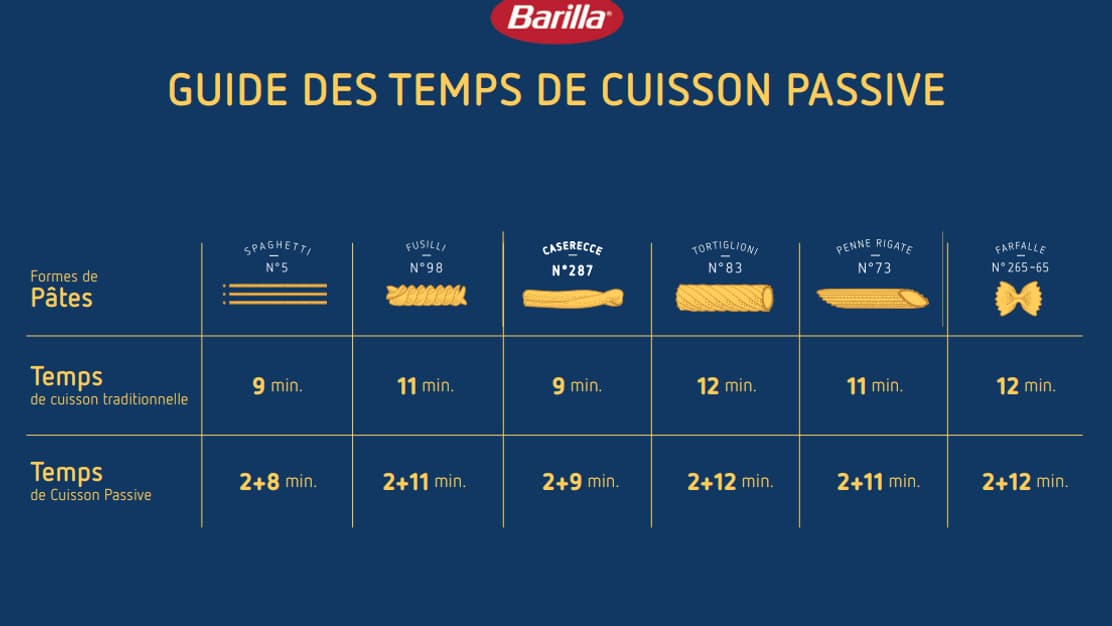 Barilla®
GUIDE DES TEMPS DE CUISSON PASSIVE
Formes de
Pâtes
SPAGHETTI
N°5
FUSILLI
N°98
CASERECCE
N°287
TORTIGLIONI
N°83
PENNE RIGATE
N°73
FARFALLE
N°265-65
Temps
de cuisson traditionnelle
9 min.
11 min.
9 min.
12 min.
11 min.
12 min.
Temps
de Cuisson Passive
2+8 min.
2+11 min.
2+9 min.
2+12 min.
2+11 min.
2+12 min.